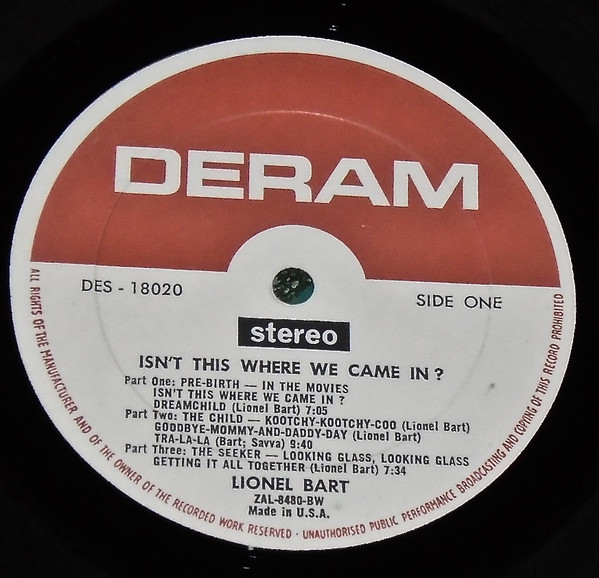 DERAM
DES - 18020
SIDE ONE
stereo
ISN'T THIS WHERE WE CAME IN ?
Part One: PRE-BIRTH — IN THE MOVIES
ISN'T THIS WHERE WE CAME IN ?
DREAMCHILD (Lionel Bart) 7:05
Part Two: THE CHILD — KOOTCHY-KOOTCHY-COO (Lionel Bart)
GOODBYE-MOMMY-AND-DADDY-DAY (Lionel Bart)
TRA-LA-LA (Bart; Savva) 9:40
Part Three: THE SEEKER — LOOKING GLASS, LOOKING GLASS
GETTING IT ALL TOGETHER (Lionel Bart) 7:34
LIONEL BART
ZAL-8480-BW
Made in U.S.A.
ALL RIGHTS OF THE MANUFACTURER AND OF THE OWNER OF THE RECORDED WORK RESERVED · UNAUTHORISED PUBLIC PERFORMANCE BROADCASTING AND COPYING OF THIS RECORD PROHIBITED